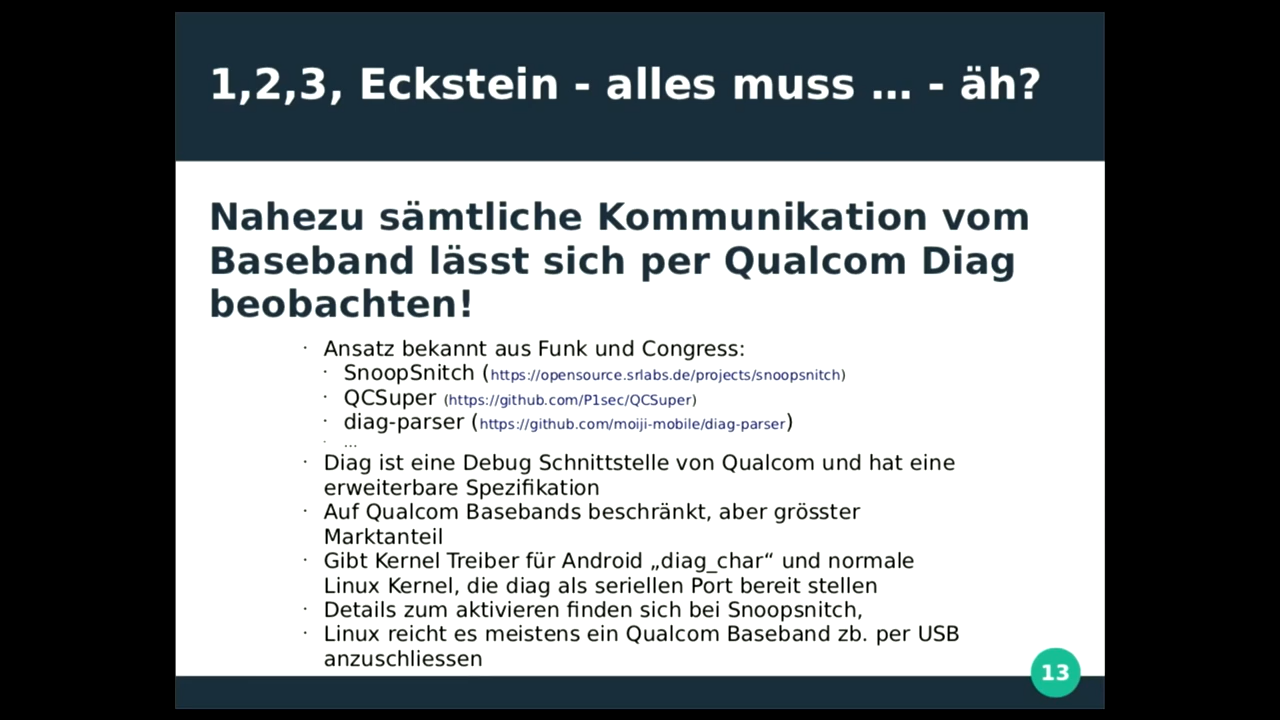 1,2,3, Eckstein - alles muss … - äh?
Nahezu sämtliche Kommunikation vom
Baseband lässt sich per Qualcom Diag
beobachten!
· Ansatz bekannt aus Funk und Congress:
· SnoopSnitch (https://opensource.srlabs.de/projects/snoopsnitch)
· QCSuper (https://github.com/P1sec/QCSuper)
· diag-parser (https://github.com/moiji-mobile/diag-parser)
· …
· Diag ist eine Debug Schnittstelle von Qualcom und hat eine
erweiterbare Spezifikation
· Auf Qualcom Basebands beschränkt, aber grösster
Marktanteil
· Gibt Kernel Treiber für Android „diag_char“ und normale
Linux Kernel, die diag als seriellen Port bereit stellen
· Details zum aktivieren finden sich bei Snoopsnitch,
· Linux reicht es meistens ein Qualcom Baseband zb. per USB
anzuschliessen
13